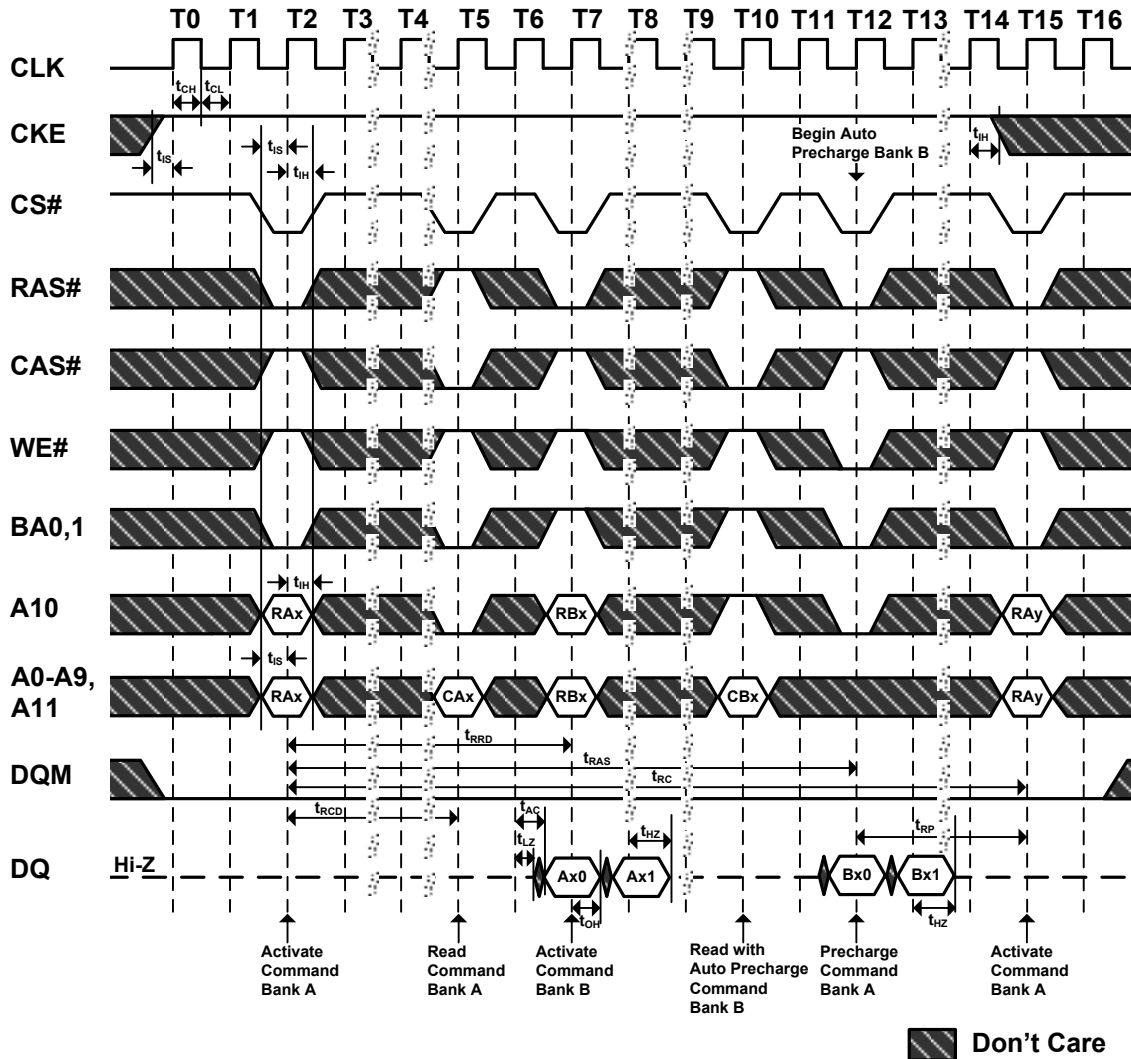 T0 T1 T2 T3 T4 T5 T6 T7 T8 T9 T10 T11 T12 T13 T14 T15 T16
CLK
tCH tCL
CKE
tIS
tIS
tIH
Begin Auto
Precharge Bank B
tIH
CS#
RAS#
CAS#
WE#
BA0,1
tIH
A10
RAx RBx RAy
tIS
A0-A9,
A11
RAx CAx RBx CBx RAy
tRRD
tRAS
tRC
DQM
tRCD
tAC
tLZ
tHZ
tRP
DQ
Hi-Z
Ax0 Ax1 Bx0 Bx1
tOH
tHZ
Activate
Command
Bank A
Read
Command
Bank A
Activate
Command
Bank B
Read with
Auto Precharge
Command
Bank B
Precharge
Command
Bank A
Activate
Command
Bank A
Don't Care